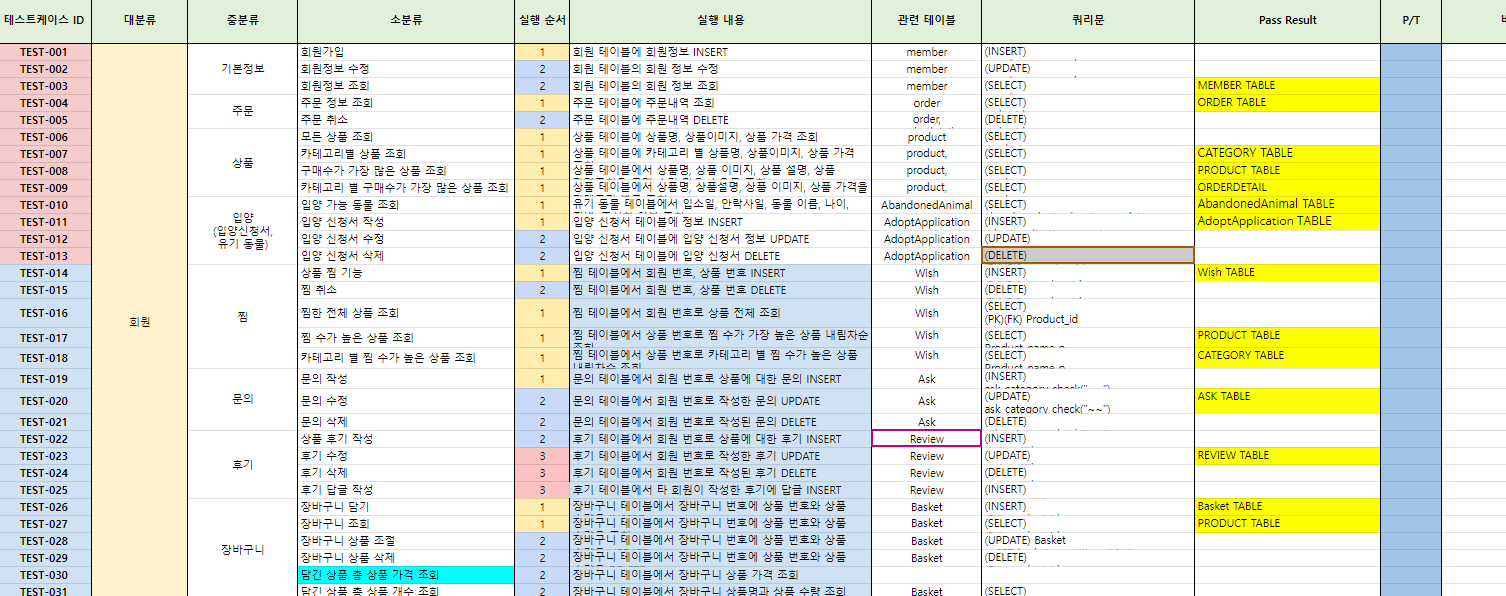 테스트케이스 ID 대분류 중분류 소분류 실행 순서 실행 내용 관련 테이블 쿼리문 Pass Result P/T
TEST-001 회원가입 1 회원 테이블에 회원정보 INSERT member (INSERT)
TEST-002 기본정보 회원정보 수정 2 회원 테이블의 회원 정보 수정 member (UPDATE)
TEST-003 회원정보 조회 2 회원 테이블의 회원 정보 조회 member (SELECT) MEMBER TABLE
TEST-004 주문 주문 정보 조회 1 주문 테이블에 주문내역 조회 order (SELECT) ORDER TABLE
TEST-005 주문 취소 2 주문 테이블에 주문내역 DELETE order, (DELETE)
TEST-006 모든 상품 조회 1 상품 테이블에 상품명, 상품이미지, 상품 가격 조회 product (SELECT)
TEST-007 상품 카테고리별 상품 조회 1 상품 테이블에 카테고리 별 상품명, 상품이미지, 상품 가격 product, (SELECT) CATEGORY TABLE
TEST-008 구매수가 가장 많은 상품 조회 1 상품 테이블에서 상품명, 상품 이미지, 상품 설명, 상품 product, (SELECT) PRODUCT TABLE
TEST-009 카테고리 별 구매수가 가장 많은 상품 조회 1 상품 테이블에서 상품명, 상품설명, 상품 이미지, 상품 가격을 product, (SELECT) ORDERDETAIL
TEST-010 입양 가능 동물 조회 1 유기 동물 테이블에서 입소일, 안락사일, 동물 이름, 나이, AbandonedAnimal (SELECT) AbandonedAnimal TABLE
TEST-011 입양 입양 신청서 작성 1 입양 신청서 테이블에 정보 INSERT AdoptApplication (INSERT) AdoptApplication TABLE
TEST-012 (입양신청서, 입양 신청서 수정 2 입양 신청서 테이블에 입양 신청서 정보 UPDATE AdoptApplication (UPDATE)
TEST-013 유기 동물) 입양 신청서 삭제 2 입양 신청서 테이블에 입양 신청서 DELETE AdoptApplication (DELETE)
TEST-014 상품 찜 기능 1 찜 테이블에서 회원 번호, 상품 번호 INSERT Wish (INSERT) Wish TABLE
TEST-015 찜 취소 2 찜 테이블에서 회원 번호, 상품 번호 DELETE Wish (DELETE)
TEST-016 회원 찜 찜한 전체 상품 조회 1 찜 테이블에서 회원 번호로 상품 전체 조회 Wish (SELECT)
(PK)(FK) Product_id
TEST-017 찜 수가 높은 상품 조회 1 찜 테이블에서 상품 번호로 찜 수가 가장 높은 상품 내림차순 Wish (SELECT) PRODUCT TABLE
TEST-018 카테고리 별 찜 수가 높은 상품 조회 1 찜 테이블에서 상품 번호로 카테고리 별 찜 수가 높은 상품 Wish (SELECT) CATEGORY TABLE
TEST-019 문의 작성 1 문의 테이블에서 회원 번호로 상품에 대한 문의 INSERT Ask (INSERT)
TEST-020 문의 문의 수정 2 문의 테이블에서 회원 번호로 작성한 문의 UPDATE Ask (UPDATE) ASK TABLE
ask_category check("~~")
TEST-021 문의 삭제 2 문의 테이블에서 회원 번호로 작성된 문의 DELETE Ask (DELETE)
TEST-022 상품 후기 작성 2 후기 테이블에서 회원 번호로 상품에 대한 후기 INSERT Review (INSERT)
TEST-023 후기 후기 수정 3 후기 테이블에서 회원 번호로 작성한 후기 UPDATE Review (UPDATE) REVIEW TABLE
TEST-024 후기 삭제 3 후기 테이블에서 회원 번호로 작성된 후기 DELETE Review (DELETE)
TEST-025 후기 답글 작성 3 후기 테이블에서 타 회원이 작성한 후기에 답글 INSERT Review (INSERT)
TEST-026 장바구니 담기 1 장바구니 테이블에서 장바구니 번호에 상품 번호와 상품 Basket (INSERT) Basket TABLE
TEST-027 장바구니 조회 1 장바구니 테이블에서 장바구니 번호에 상품 번호와 상품 Basket (SELECT) PRODUCT TABLE
TEST-028 장바구니 장바구니 상품 조절 2 장바구니 테이블에서 장바구니 번호에 상품 번호와 상품 Basket (UPDATE) Basket
TEST-029 장바구니 상품 삭제 2 장바구니 테이블에서 장바구니 번호에 상품 번호와 상품 Basket (DELETE)
TEST-030 담긴 상품 총 상품 가격 조회 2 장바구니 테이블에서 장바구니 상품 가격 조회
TEST-031 담긴 상품 총 상품 개수 조회 2 장바구니 테이블에서 장바구니 상품명과 상품 수량 조회 Basket (SELECT)